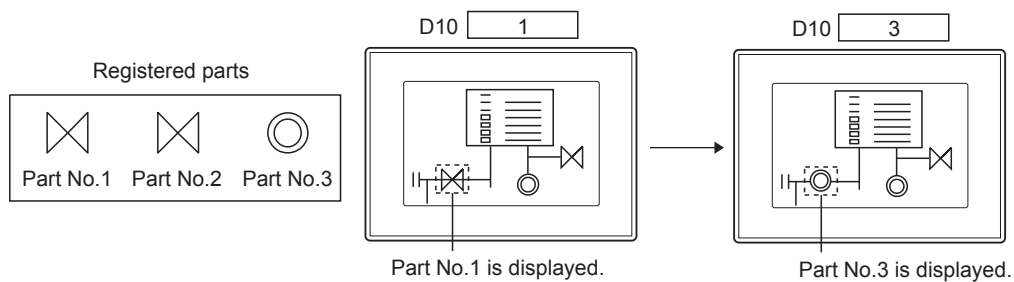 D10 1
D10 3
Registered parts
Part No.1 Part No.2 Part No.3
Part No.1 is displayed.
Part No.3 is displayed.